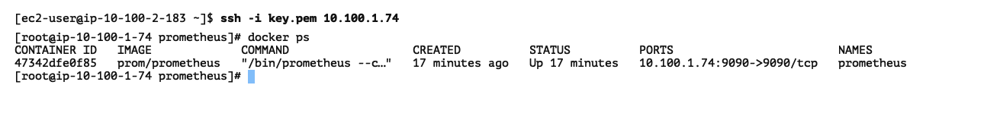 [ec2-user@ip-10-100-2-183 ~]$ ssh -i key.pem 10.100.1.74
[root@ip-10-100-1-74 prometheus]# docker ps
CONTAINER ID   IMAGE             COMMAND                  CREATED          STATUS          PORTS                        NAMES
47342dfe0f85   prom/prometheus   "/bin/prometheus --c…"   17 minutes ago   Up 17 minutes   10.100.1.74:9090->9090/tcp   prometheus
[root@ip-10-100-1-74 prometheus]#